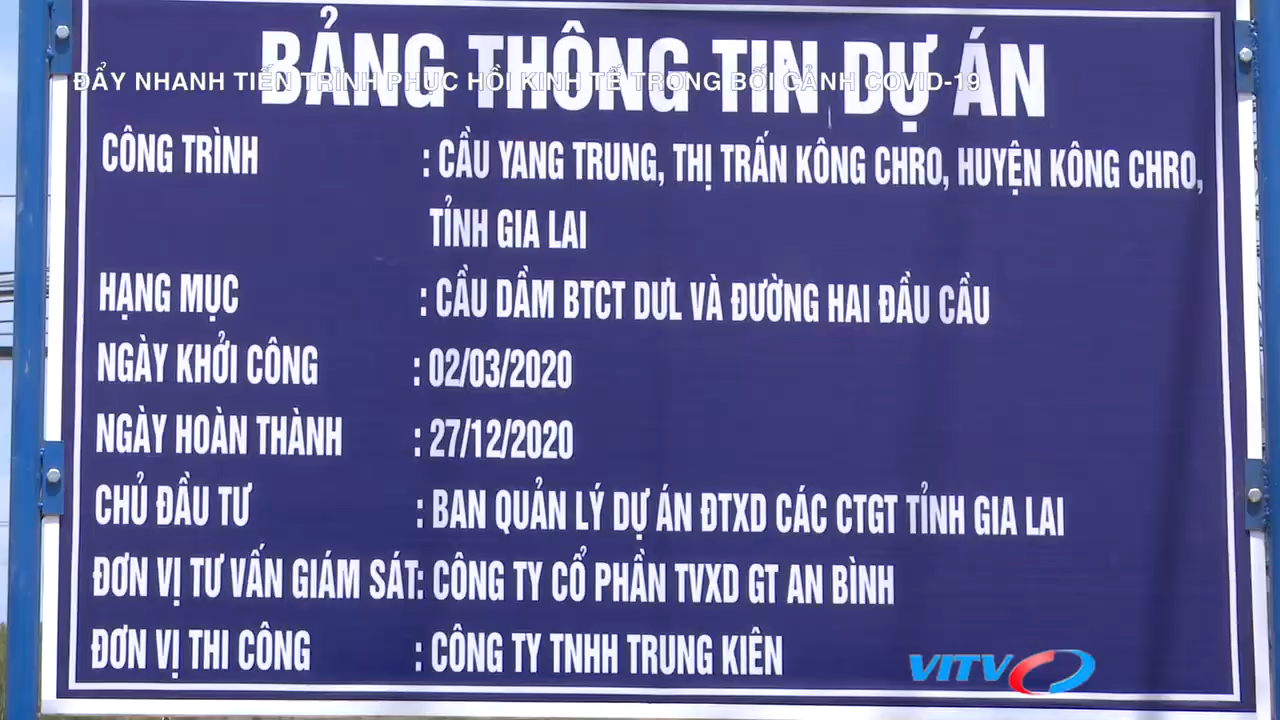 BẢNG THÔNG TIN DỰ ÁN
ĐẨY NHANH TIẾN TRÌNH PHỤC HỒI KINH TẾ TRONG BỐI CẢNH COVID-19
CÔNG TRÌNH : CẦU YANG TRUNG, THỊ TRẤN KÔNG CHRO, HUYỆN KÔNG CHRO,
TỈNH GIA LAI
HẠNG MỤC : CẦU DẦM BTCT DƯL VÀ ĐƯỜNG HAI ĐẦU CẦU
NGÀY KHỞI CÔNG : 02/03/2020
NGÀY HOÀN THÀNH : 27/12/2020
CHỦ ĐẦU TƯ : BAN QUẢN LÝ DỰ ÁN ĐTXD CÁC CTGT TỈNH GIA LAI
ĐƠN VỊ TƯ VẤN GIÁM SÁT: CÔNG TY CỔ PHẦN TVXD GT AN BÌNH
ĐƠN VỊ THI CÔNG : CÔNG TY TNHH TRUNG KIÊN
VITV